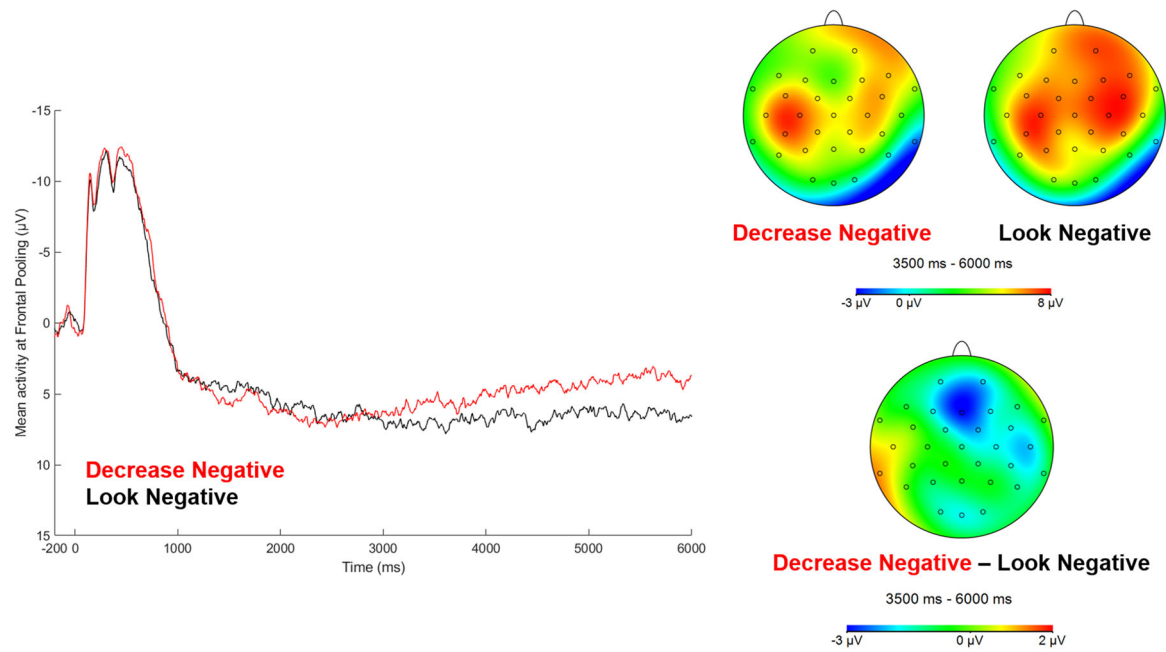 Mean activity at Frontal Pooling (µV)
-15
-10
-5
0
5
10
15
Decrease Negative
Look Negative
-200 0 1000 2000 3000 4000 5000 6000
Time (ms)
Decrease Negative
Look Negative
3500 ms - 6000 ms
-3 µV 0 µV 8 µV
Decrease Negative – Look Negative
3500 ms - 6000 ms
-3 µV 0 µV 2 µV